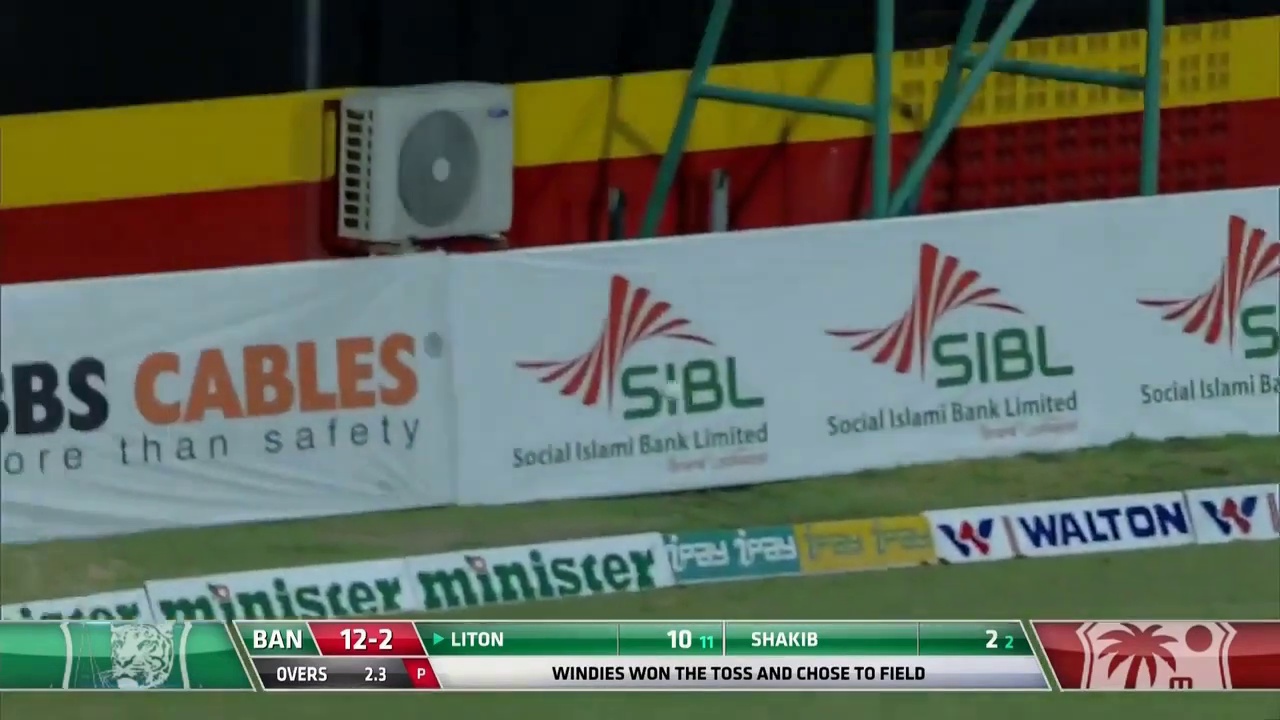 BBS CABLES
ore than safety
SIBL
Social Islami Bank Limited
SIBL
Social Islami Bank Limited
S
Social Islami Ba
minister
minister
ipay ipay ipay ipay
WALTON
BAN 12-2 LITON 10 11 SHAKIB 2 2
OVERS 2.3 P WINDIES WON THE TOSS AND CHOSE TO FIELD